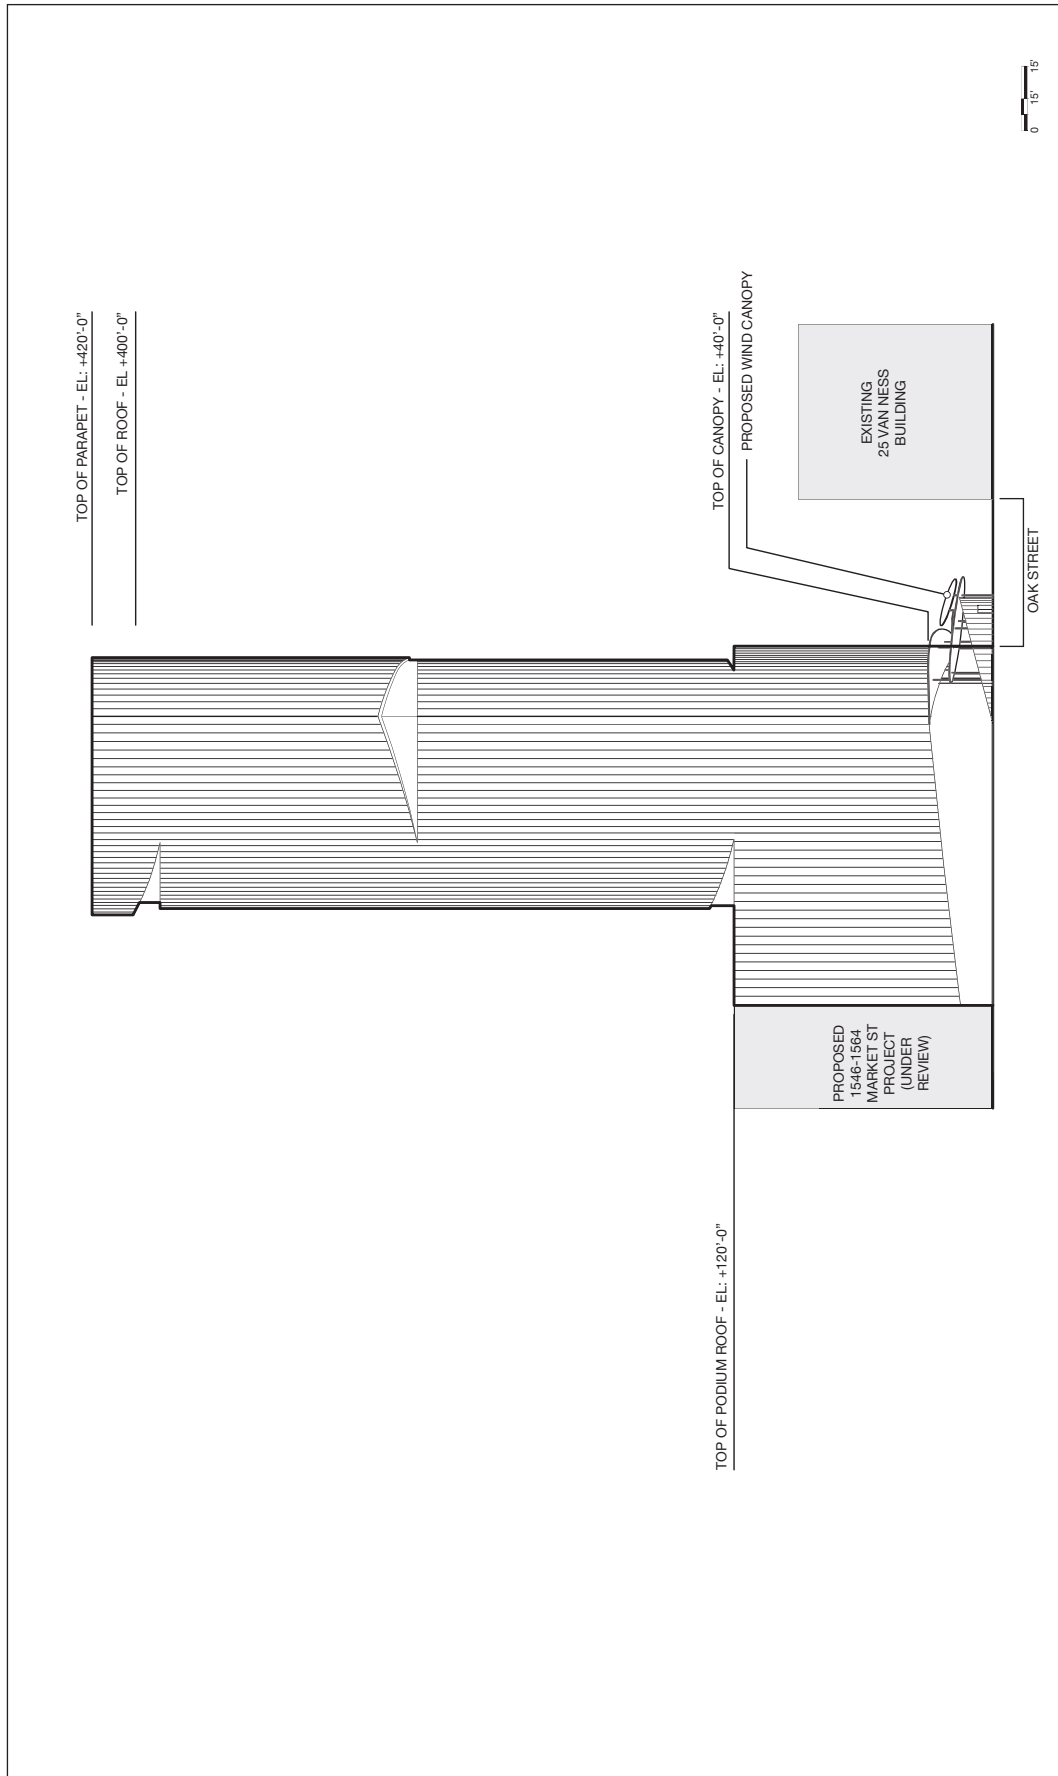 TOP OF PARAPET - EL: +420'-0"
TOP OF ROOF - EL +400'-0"
TOP OF CANOPY - EL: +40'-0"
PROPOSED WIND CANOPY
EXISTING
25 VAN NESS
BUILDING
OAK STREET
PROPOSED
1546-1564
MARKET ST
PROJECT
(UNDER
REVIEW)
TOP OF PODIUM ROOF - EL: +120'-0"
0 15' 15'